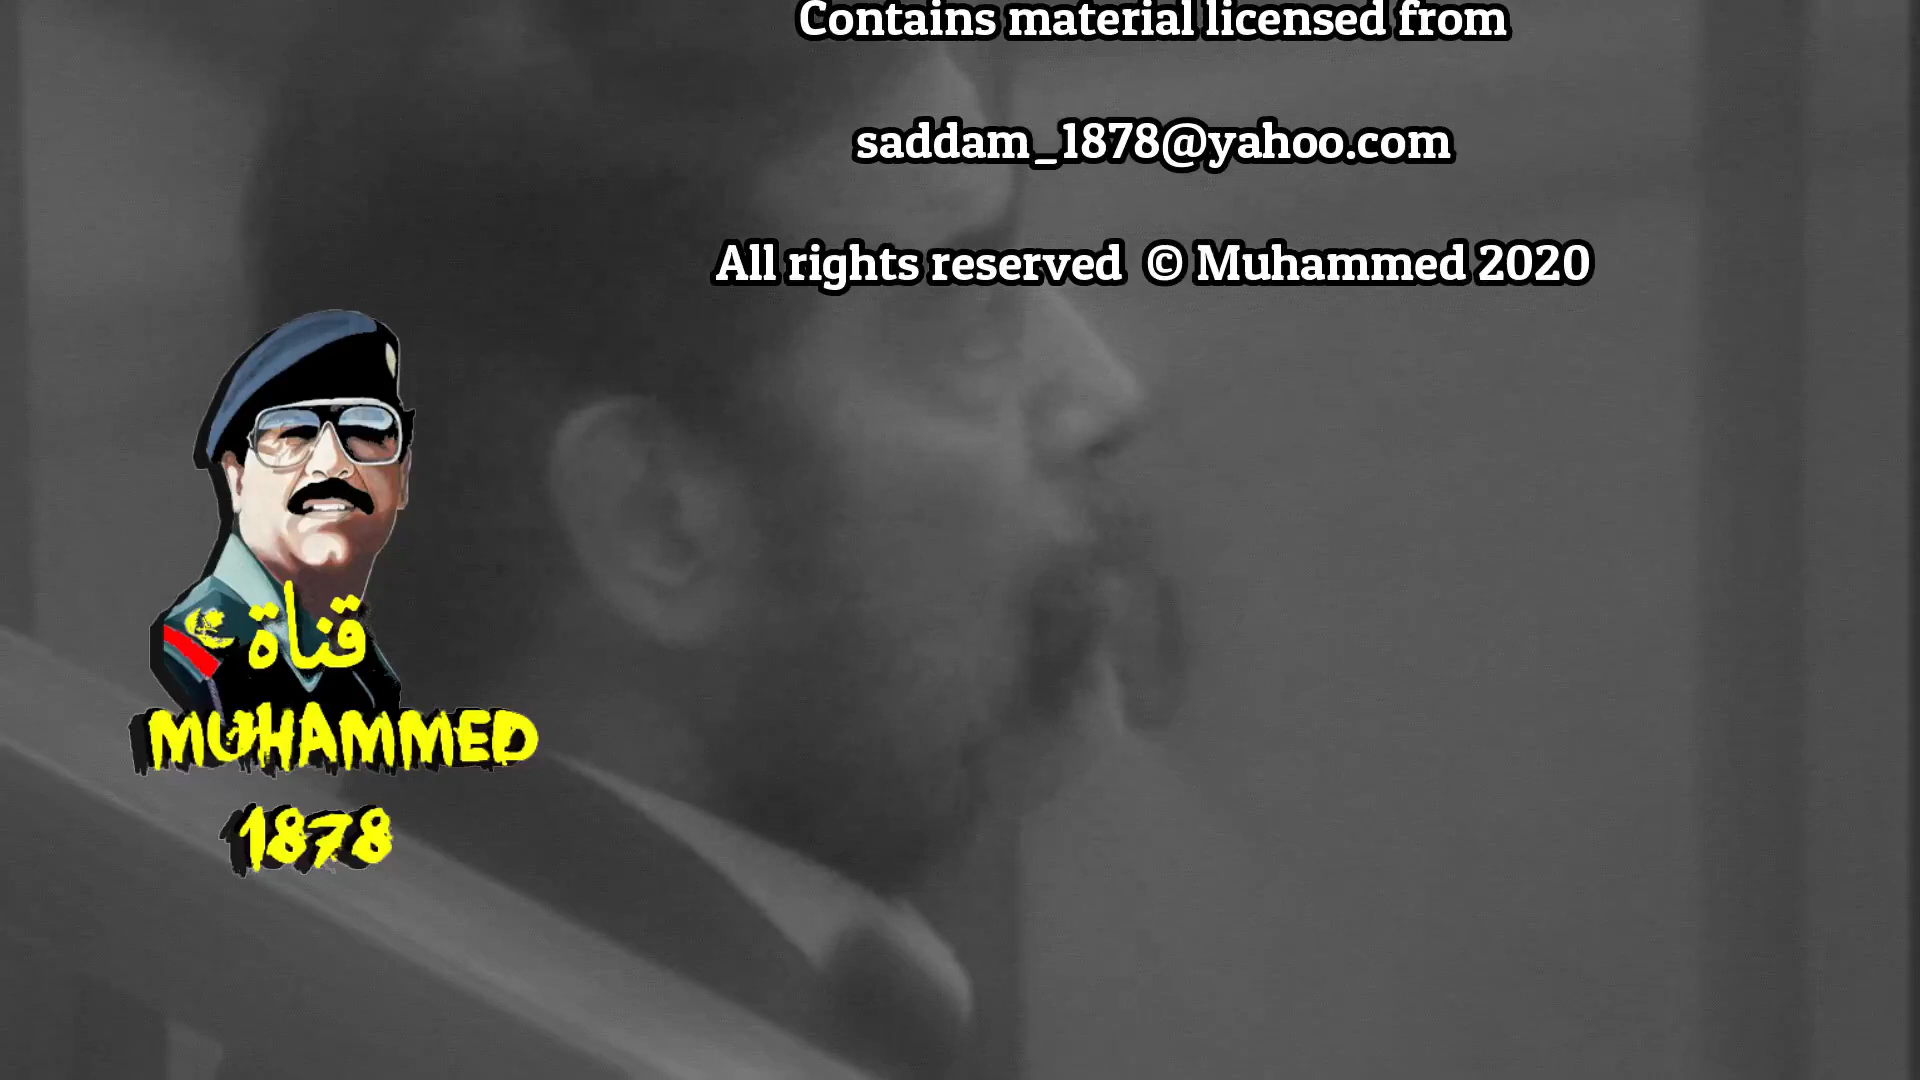 Contains material licensed from
saddam_1878@yahoo.com
All rights reserved © Muhammed 2020
قناة
MUHAMMED
1878